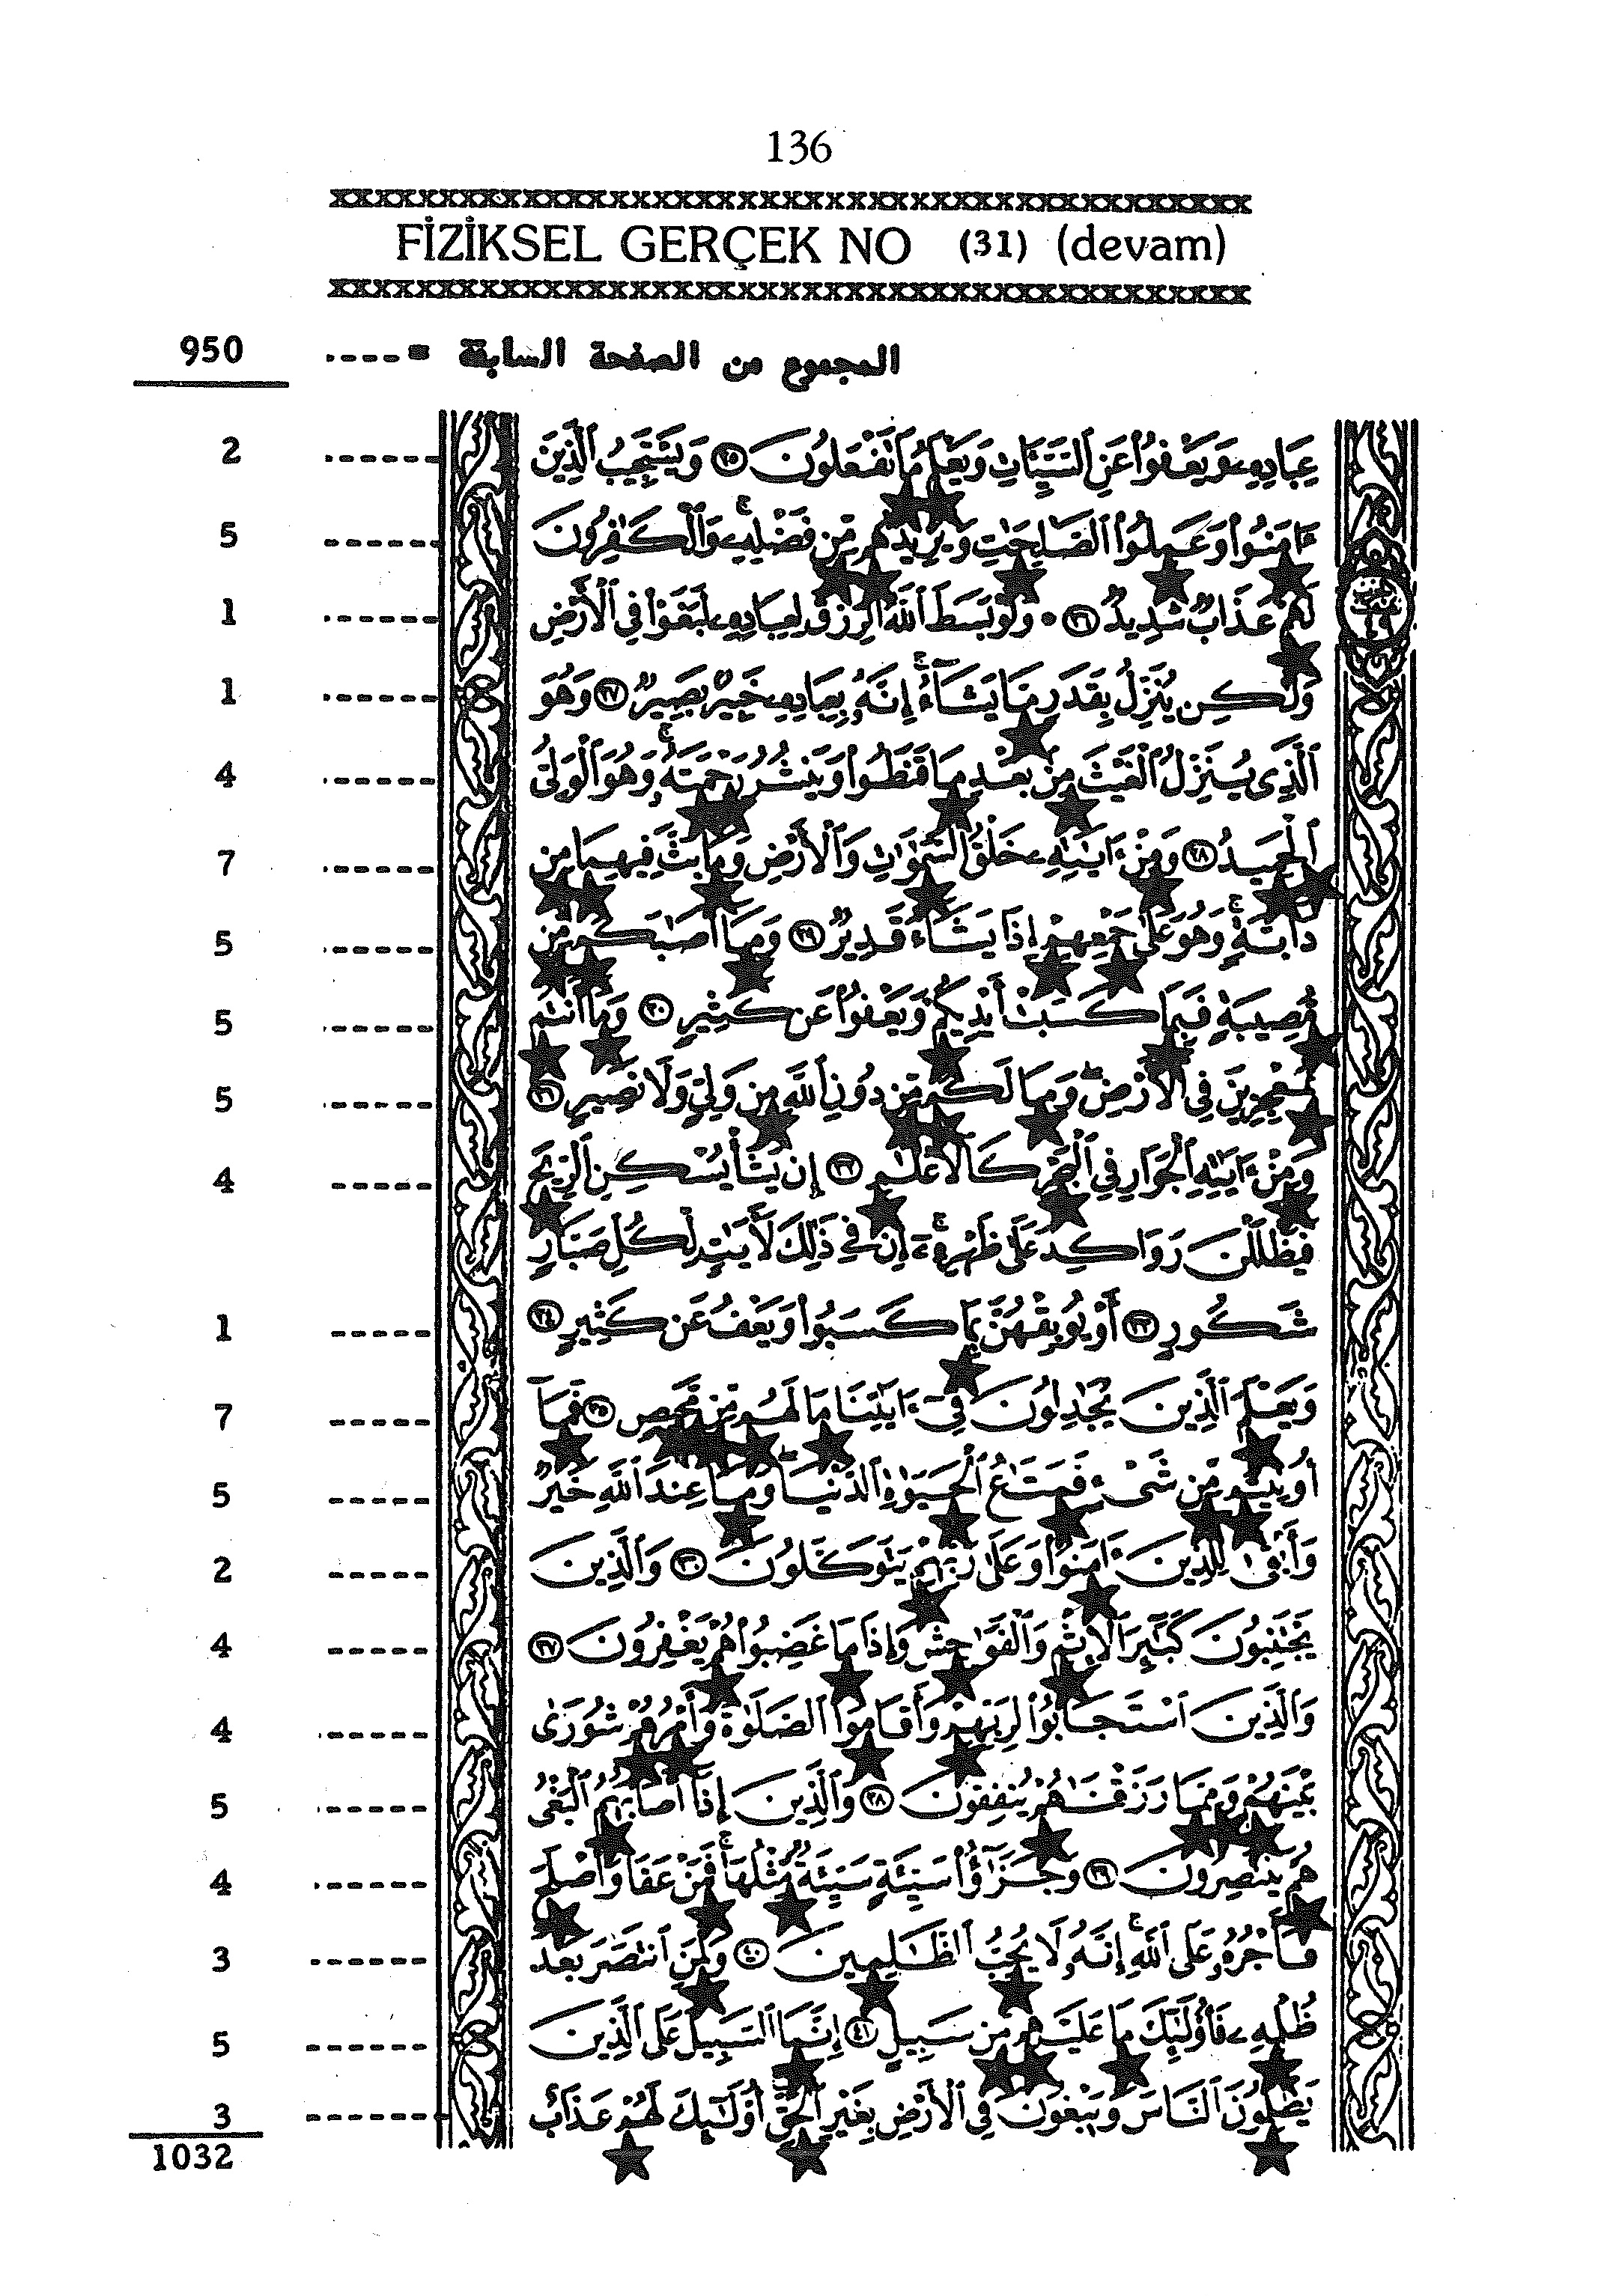 136
FİZİKSEL GERÇEK NO (31) (devam)
950 ----= المجموع من الصفحة السابقة
2 ------ عِبَادِهِۦ وَيَعْفُوا۟ عَنِ ٱلسَّيِّـَٔاتِ وَيَعْلَمُ مَا تَفْعَلُونَ ٢٥ وَيَسْتَجِيبُ ٱلَّذِينَ
5 ------ ءَامَنُوا۟ وَعَمِلُوا۟ ٱلصَّـٰلِحَـٰتِ وَيَزِيدُهُم مِّن فَضْلِهِۦۚ وَٱلْكَـٰفِرُونَ
1 ------ لَهُمْ عَذَابٌ شَدِيدٌ ٢٦ • وَلَوْ بَسَطَ ٱللَّهُ ٱلرِّزْقَ لِعِبَادِهِۦ لَبَغَوْا۟ فِى ٱلْأَرْضِ
1 ------ وَلَـٰكِن يُنَزِّلُ بِقَدَرٍ مَّا يَشَآءُۚ إِنَّهُۥ بِعِبَادِهِۦ خَبِيرٌۢ بَصِيرٌ ٢٧ وَهُوَ
4 ------ ٱلَّذِى يُنَزِّلُ ٱلْغَيْثَ مِنۢ بَعْدِ مَا قَنَطُوا۟ وَيَنشُرُ رَحْمَتَهُۥۚ وَهُوَ ٱلْوَلِىُّ
7 ------ ٱلْحَمِيدُ ٢٨ وَمِنْ ءَايَـٰتِهِۦ خَلْقُ ٱلسَّمَـٰوَٰتِ وَٱلْأَرْضِ وَمَا بَثَّ فِيهِمَا مِن
5 ------ دَآبَّةٍۚ وَهُوَ عَلَىٰ جَمْعِهِمْ إِذَا يَشَآءُ قَدِيرٌ ٢٩ وَمَآ أَصَـٰبَكُم مِّن
5 ------ مُّصِيبَةٍ فَبِمَا كَسَبَتْ أَيْدِيكُمْ وَيَعْفُوا۟ عَن كَثِيرٍ ٣٠ وَمَآ أَنتُم
5 ------ بِمُعْجِزِينَ فِى ٱلْأَرْضِۖ وَمَا لَكُم مِّن دُونِ ٱللَّهِ مِن وَلِىٍّ وَلَا نَصِيرٍ ٣١
4 ----- وَمِنْ ءَايَـٰتِهِ ٱلْجَوَارِ فِى ٱلْبَحْرِ كَٱلْأَعْلَـٰمِ ٣٢ إِن يَشَأْ يُسْكِنِ ٱلرِّيحَ
فَيَظْلَلْنَ رَوَاكِدَ عَلَىٰ ظَهْرِهِۦٓۚ إِنَّ فِى ذَٰلِكَ لَـَٔايَـٰتٍ لِّكُلِّ صَبَّارٍ
1 ----- شَكُورٍ ٣٣ أَوْ يُوبِقْهُنَّ بِمَا كَسَبُوا۟ وَيَعْفُ عَن كَثِيرٍ ٣٤
7 ----- وَيَعْلَمَ ٱلَّذِينَ يُجَـٰدِلُونَ فِىٓ ءَايَـٰتِنَا مَا لَهُم مِّن مَّحِيصٍ ٣٥ فَمَآ
5 ----- أُوتِيتُم مِّن شَىْءٍ فَمَتَـٰعُ ٱلْحَيَوٰةِ ٱلدُّنْيَاۖ وَمَا عِندَ ٱللَّهِ خَيْرٌ
2 ----- وَأَبْقَىٰ لِلَّذِينَ ءَامَنُوا۟ وَعَلَىٰ رَبِّهِمْ يَتَوَكَّلُونَ ٣٦ وَٱلَّذِينَ
4 ----- يَجْتَنِبُونَ كَبَـٰٓئِرَ ٱلْإِثْمِ وَٱلْفَوَٰحِشَ وَإِذَا مَا غَضِبُوا۟ هُمْ يَغْفِرُونَ ٣٧
4 ------ وَٱلَّذِينَ ٱسْتَجَابُوا۟ لِرَبِّهِمْ وَأَقَامُوا۟ ٱلصَّلَوٰةَ وَأَمْرُهُمْ شُورَىٰ
5 ------ بَيْنَهُمْ وَمِمَّا رَزَقْنَـٰهُمْ يُنفِقُونَ ٣٨ وَٱلَّذِينَ إِذَآ أَصَابَهُمُ ٱلْبَغْىُ
4 ------ هُمْ يَنتَصِرُونَ ٣٩ وَجَزَٰٓؤُا۟ سَيِّئَةٍ سَيِّئَةٌ مِّثْلُهَاۖ فَمَنْ عَفَا وَأَصْلَحَ
3 ------ فَأَجْرُهُۥ عَلَى ٱللَّهِۚ إِنَّهُۥ لَا يُحِبُّ ٱلظَّـٰلِمِينَ ٤٠ وَلَمَنِ ٱنتَصَرَ بَعْدَ
5 ------ ظُلْمِهِۦ فَأُو۟لَـٰٓئِكَ مَا عَلَيْهِم مِّن سَبِيلٍ ٤١ إِنَّمَا ٱلسَّبِيلُ عَلَى ٱلَّذِينَ
3 ------- يَظْلِمُونَ ٱلنَّاسَ وَيَبْغُونَ فِى ٱلْأَرْضِ بِغَيْرِ ٱلْحَقِّۚ أُو۟لَـٰٓئِكَ لَهُمْ عَذَابٌ
1032